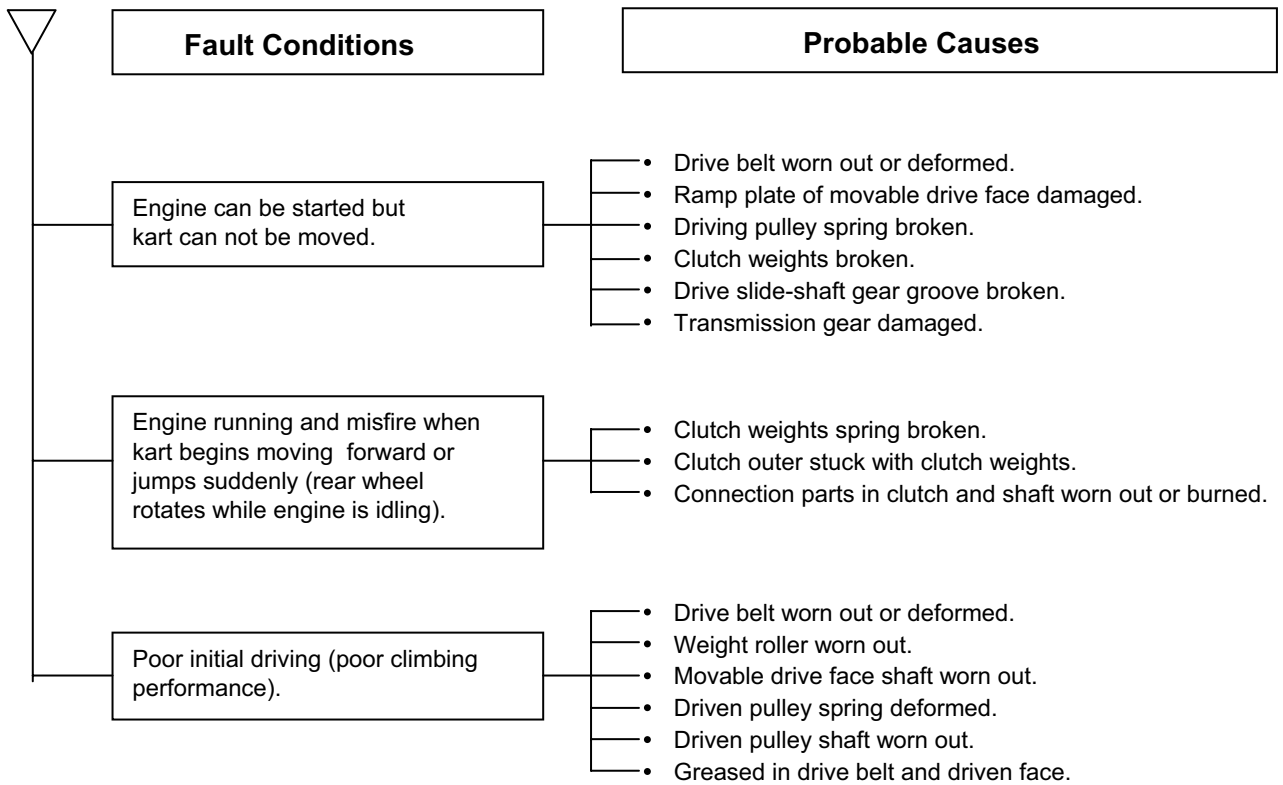 Fault Conditions
Probable Causes
Engine can be started but
kart can not be moved.
• Drive belt worn out or deformed.
• Ramp plate of movable drive face damaged.
• Driving pulley spring broken.
• Clutch weights broken.
• Drive slide-shaft gear groove broken.
• Transmission gear damaged.
Engine running and misfire when
kart begins moving  forward or
jumps suddenly (rear wheel
rotates while engine is idling).
• Clutch weights spring broken.
• Clutch outer stuck with clutch weights.
• Connection parts in clutch and shaft worn out or burned.
Poor initial driving (poor climbing
performance).
• Drive belt worn out or deformed.
• Weight roller worn out.
• Movable drive face shaft worn out.
• Driven pulley spring deformed.
• Driven pulley shaft worn out.
• Greased in drive belt and driven face.